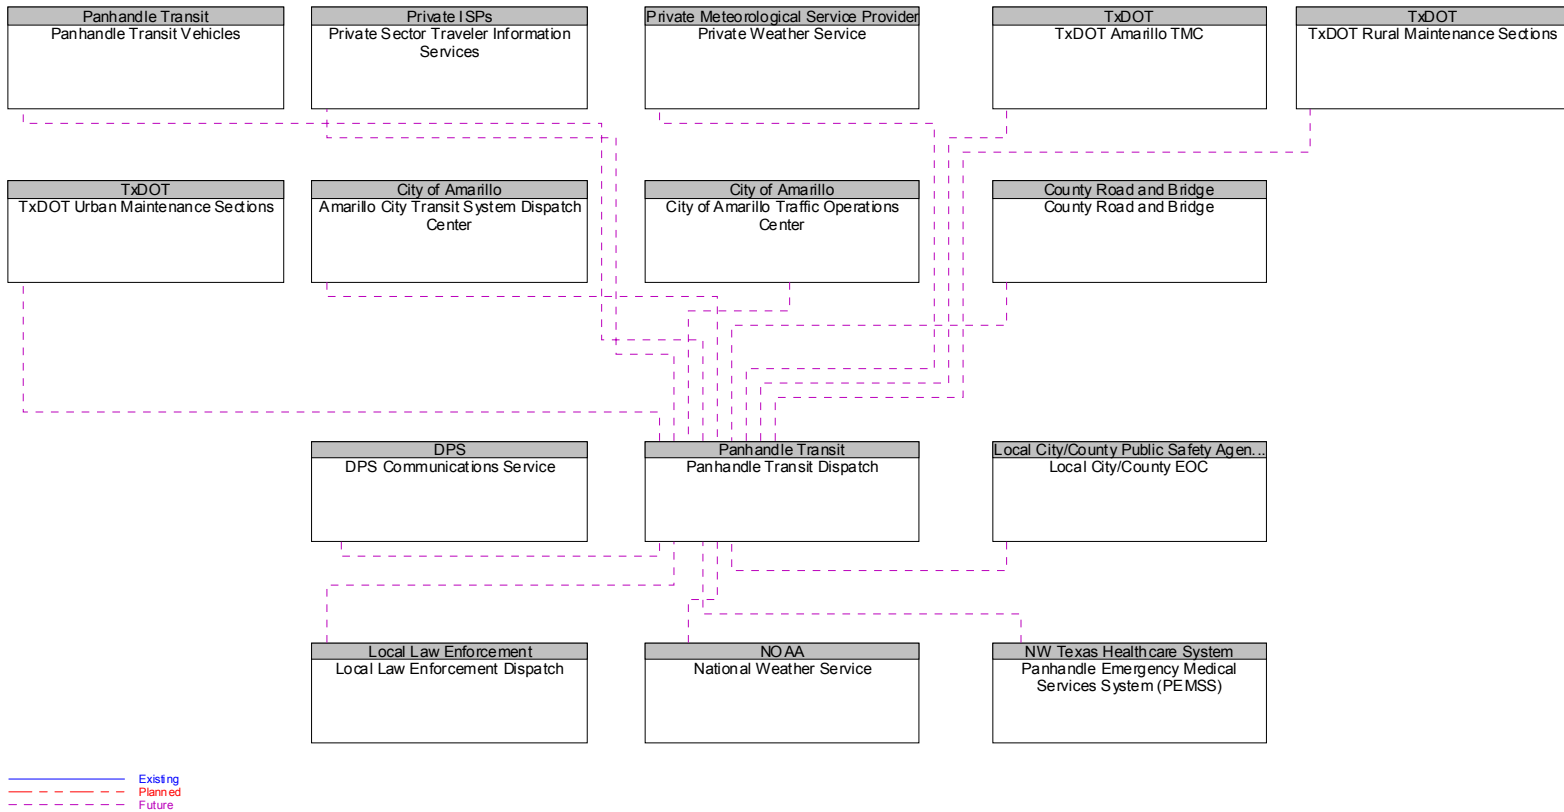 Panhandle Transit
Panhandle Transit Vehicles
Private ISPs
Private Sector Traveler Information
Services
Private Meteorological Service Provider
Private Weather Service
TxDOT
TxDOT Amarillo TMC
TxDOT
TxDOT Rural Maintenance Sections
TxDOT
TxDOT Urban Maintenance Sections
City of Amarillo
Amarillo City Transit System Dispatch
Center
City of Amarillo
City of Amarillo Traffic Operations
Center
County Road and Bridge
County Road and Bridge
DPS
DPS Communications Service
Panhandle Transit
Panhandle Transit Dispatch
Local City/County Public Safety Agen...
Local City/County EOC
Local Law Enforcement
Local Law Enforcement Dispatch
NOAA
National Weather Service
NW Texas Healthcare System
Panhandle Emergency Medical
Services System (PEMSS)
Existing
Planned
Future